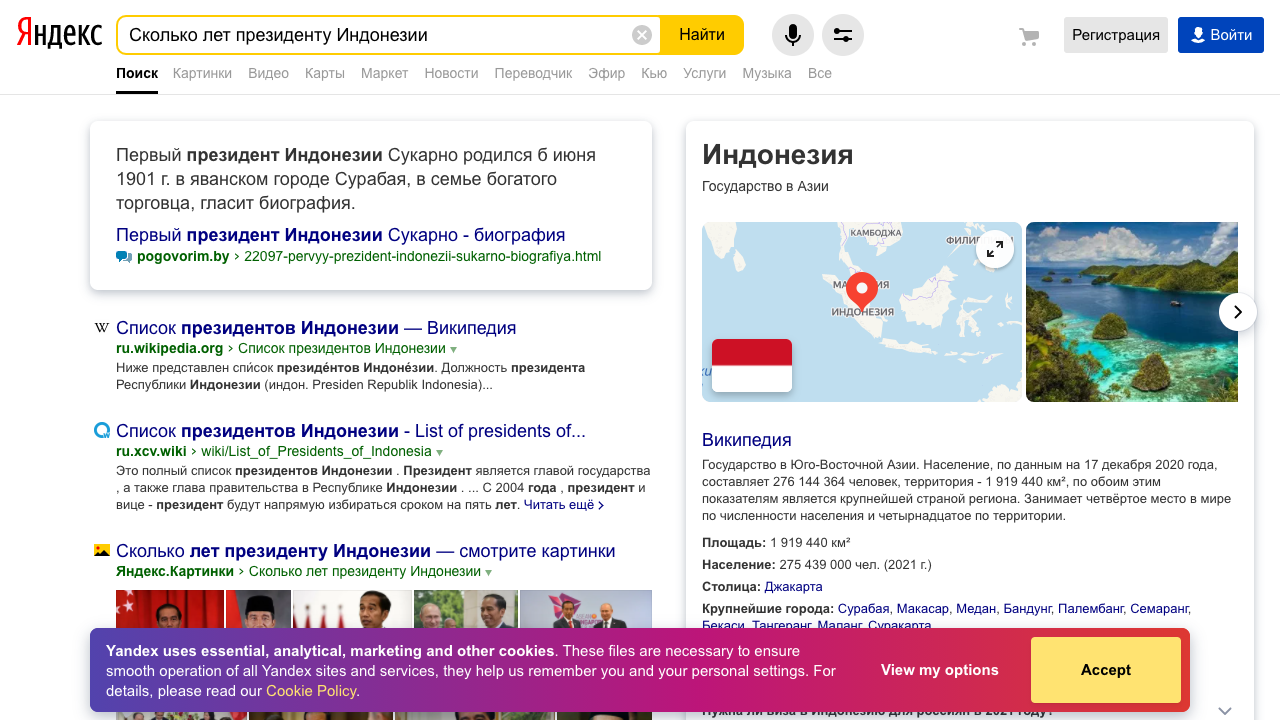 Яндекс
Сколько лет президенту Индонезии
Найти
Регистрация
Войти
Поиск Картинки Видео Карты Маркет Новости Переводчик Эфир Кью Услуги Музыка Все
Первый президент Индонезии Сукарно родился 6 июня
1901 г. в яванском городе Сурабая, в семье богатого
торговца, гласит биография.
Первый президент Индонезии Сукарно - биография
pogovorim.by › 22097-pervyy-prezident-indonezii-sukarno-biografiya.html
W Список президентов Индонезии — Википедия
ru.wikipedia.org › Список президентов Индонезии
Ниже представлен спи́сок президе́нтов Индоне́зии. Должность президента
Республики Индонезии (индон. Presiden Republik Indonesia)...
Список президентов Индонезии - List of presidents of...
ru.xcv.wiki › wiki/List_of_Presidents_of_Indonesia
Это полный список президентов Индонезии . Президент является главой государства
, а также глава правительства в Республике Индонезии . ... С 2004 года , президент и
вице - президент будут напрямую избираться сроком на пять лет. Читать ещё ›
Сколько лет президенту Индонезии — смотрите картинки
Яндекс.Картинки › Сколько лет президенту Индонезии
Индонезия
Государство в Азии
КАМБОДЖА
ИНДОНЕЗИЯ
Википедия
Государство в Юго-Восточной Азии. Население, по данным на 17 декабря 2020 года,
составляет 276 144 364 человек, территория - 1 919 440 км², по обоим этим
показателям является крупнейшей страной региона. Занимает четвёртое место в мире
по численности населения и четырнадцатое по территории.
Площадь: 1 919 440 км²
Население: 275 439 000 чел. (2021 г.)
Столица: Джакарта
Крупнейшие города: Сурабая, Макасар, Медан, Бандунг, Палембанг, Семаранг,
Бекаси, Тангеранг, Маланг, Суракарта
Нужна ли виза в Индонезию для россиян в 2021 году?
Yandex uses essential, analytical, marketing and other cookies. These files are necessary to ensure
smooth operation of all Yandex sites and services, they help us remember you and your personal settings. For
details, please read our Cookie Policy.
View my options
Accept